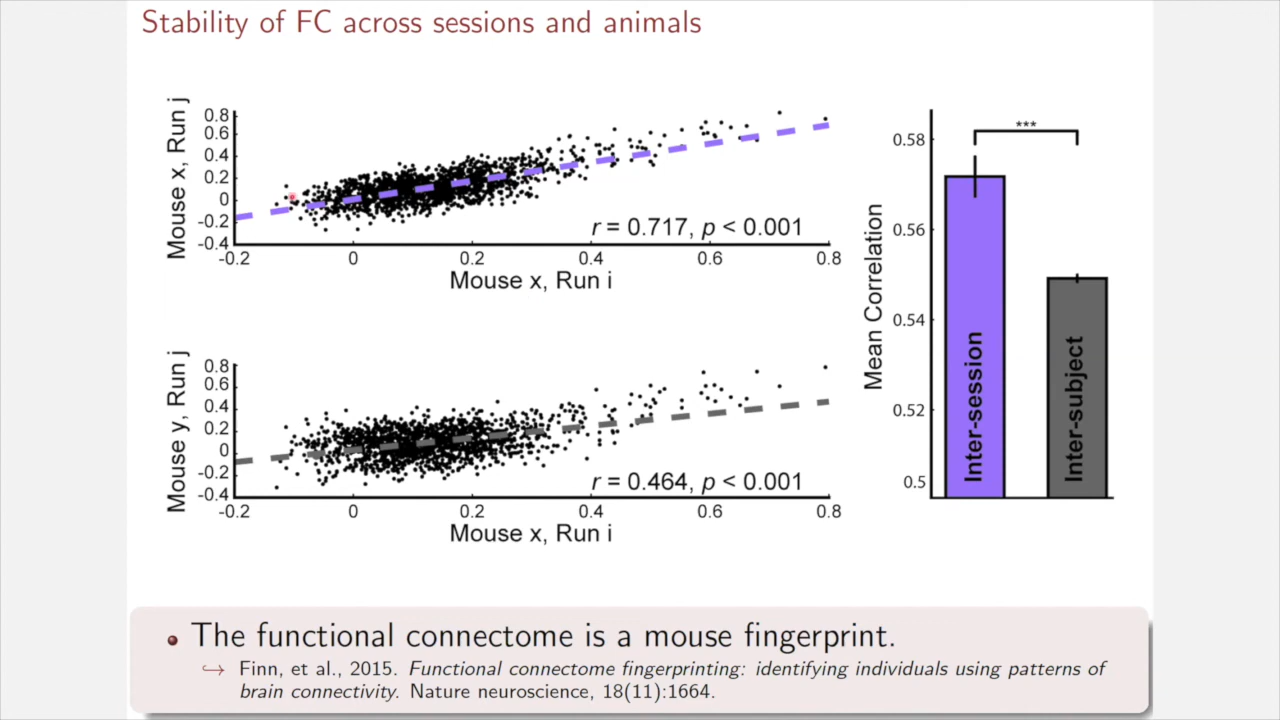 Stability of FC across sessions and animals
Mouse x, Run j
0.8
0.6
0.4
0.2
0
-0.2
-0.4
-0.2 0 0.2 0.4 0.6 0.8
r = 0.717, p < 0.001
Mouse x, Run i
Mouse y, Run j
0.8
0.6
0.4
0.2
0
-0.2
-0.4
-0.2 0 0.2 0.4 0.6 0.8
r = 0.464, p < 0.001
Mouse x, Run i
Mean Correlation
0.58
0.56
0.54
0.52
0.5
***
Inter-session
Inter-subject
The functional connectome is a mouse fingerprint.
↪ Finn, et al., 2015. Functional connectome fingerprinting: identifying individuals using patterns of
brain connectivity. Nature neuroscience, 18(11):1664.